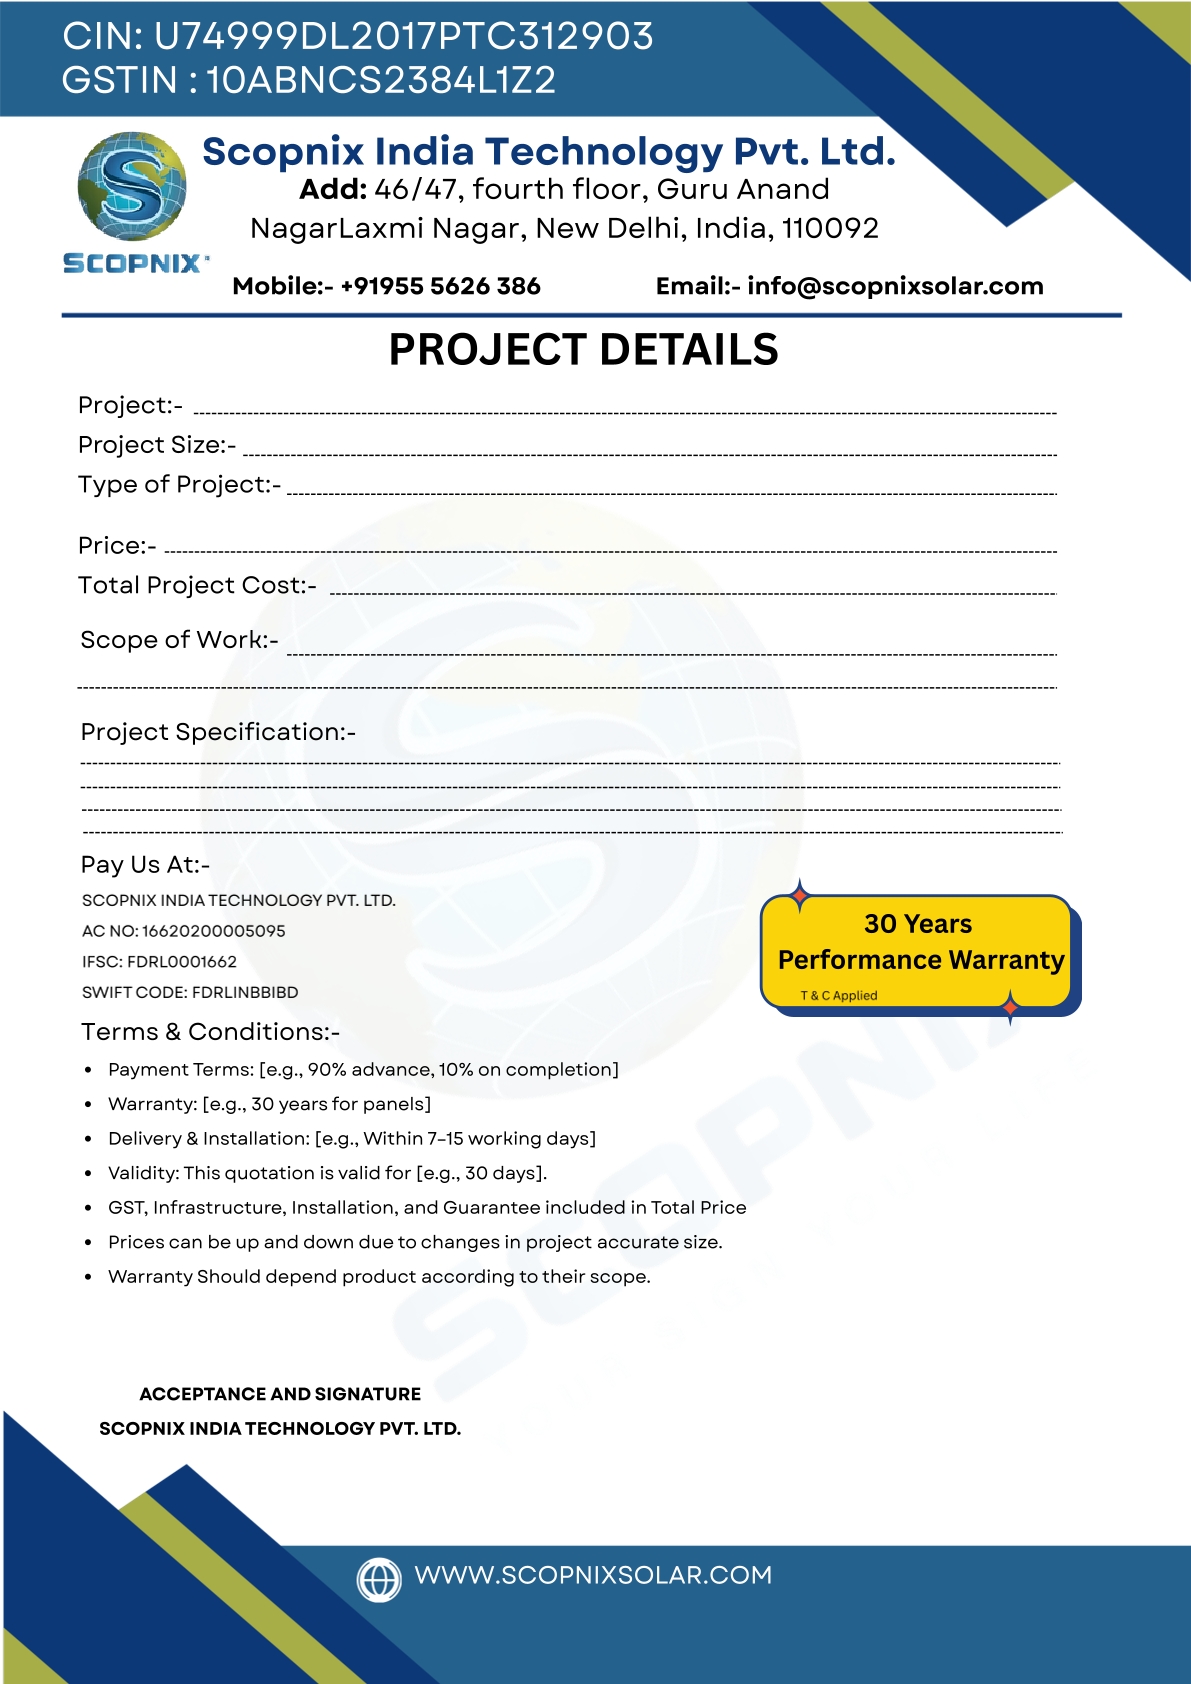 CIN: U74999DL2017PTC312903
GSTIN : 10ABNCS2384L1Z2
Scopnix India Technology Pvt. Ltd.
Add: 46/47, fourth floor, Guru Anand
NagarLaxmi Nagar, New Delhi, India, 110092
SCOPNIX
Mobile:- +91955 5626 386 Email:- info@scopnixsolar.com
PROJECT DETAILS
Project:-
Project Size:-
Type of Project:-
Price:-
Total Project Cost:-
Scope of Work:-
Project Specification:-
Pay Us At:-
SCOPNIX INDIA TECHNOLOGY PVT. LTD.
AC NO: 16620200005095
IFSC: FDRL0001662
SWIFT CODE: FDRLINBBIBD
30 Years
Performance Warranty
T & C Applied
Terms & Conditions:-
• Payment Terms: [e.g., 90% advance, 10% on completion]
• Warranty: [e.g., 30 years for panels]
• Delivery & Installation: [e.g., Within 7–15 working days]
• Validity: This quotation is valid for [e.g., 30 days].
• GST, Infrastructure, Installation, and Guarantee included in Total Price
• Prices can be up and down due to changes in project accurate size.
• Warranty Should depend product according to their scope.
SCOPNIX
ACCEPTANCE AND SIGNATURE
SCOPNIX INDIA TECHNOLOGY PVT. LTD.
WWW.SCOPNIXSOLAR.COM